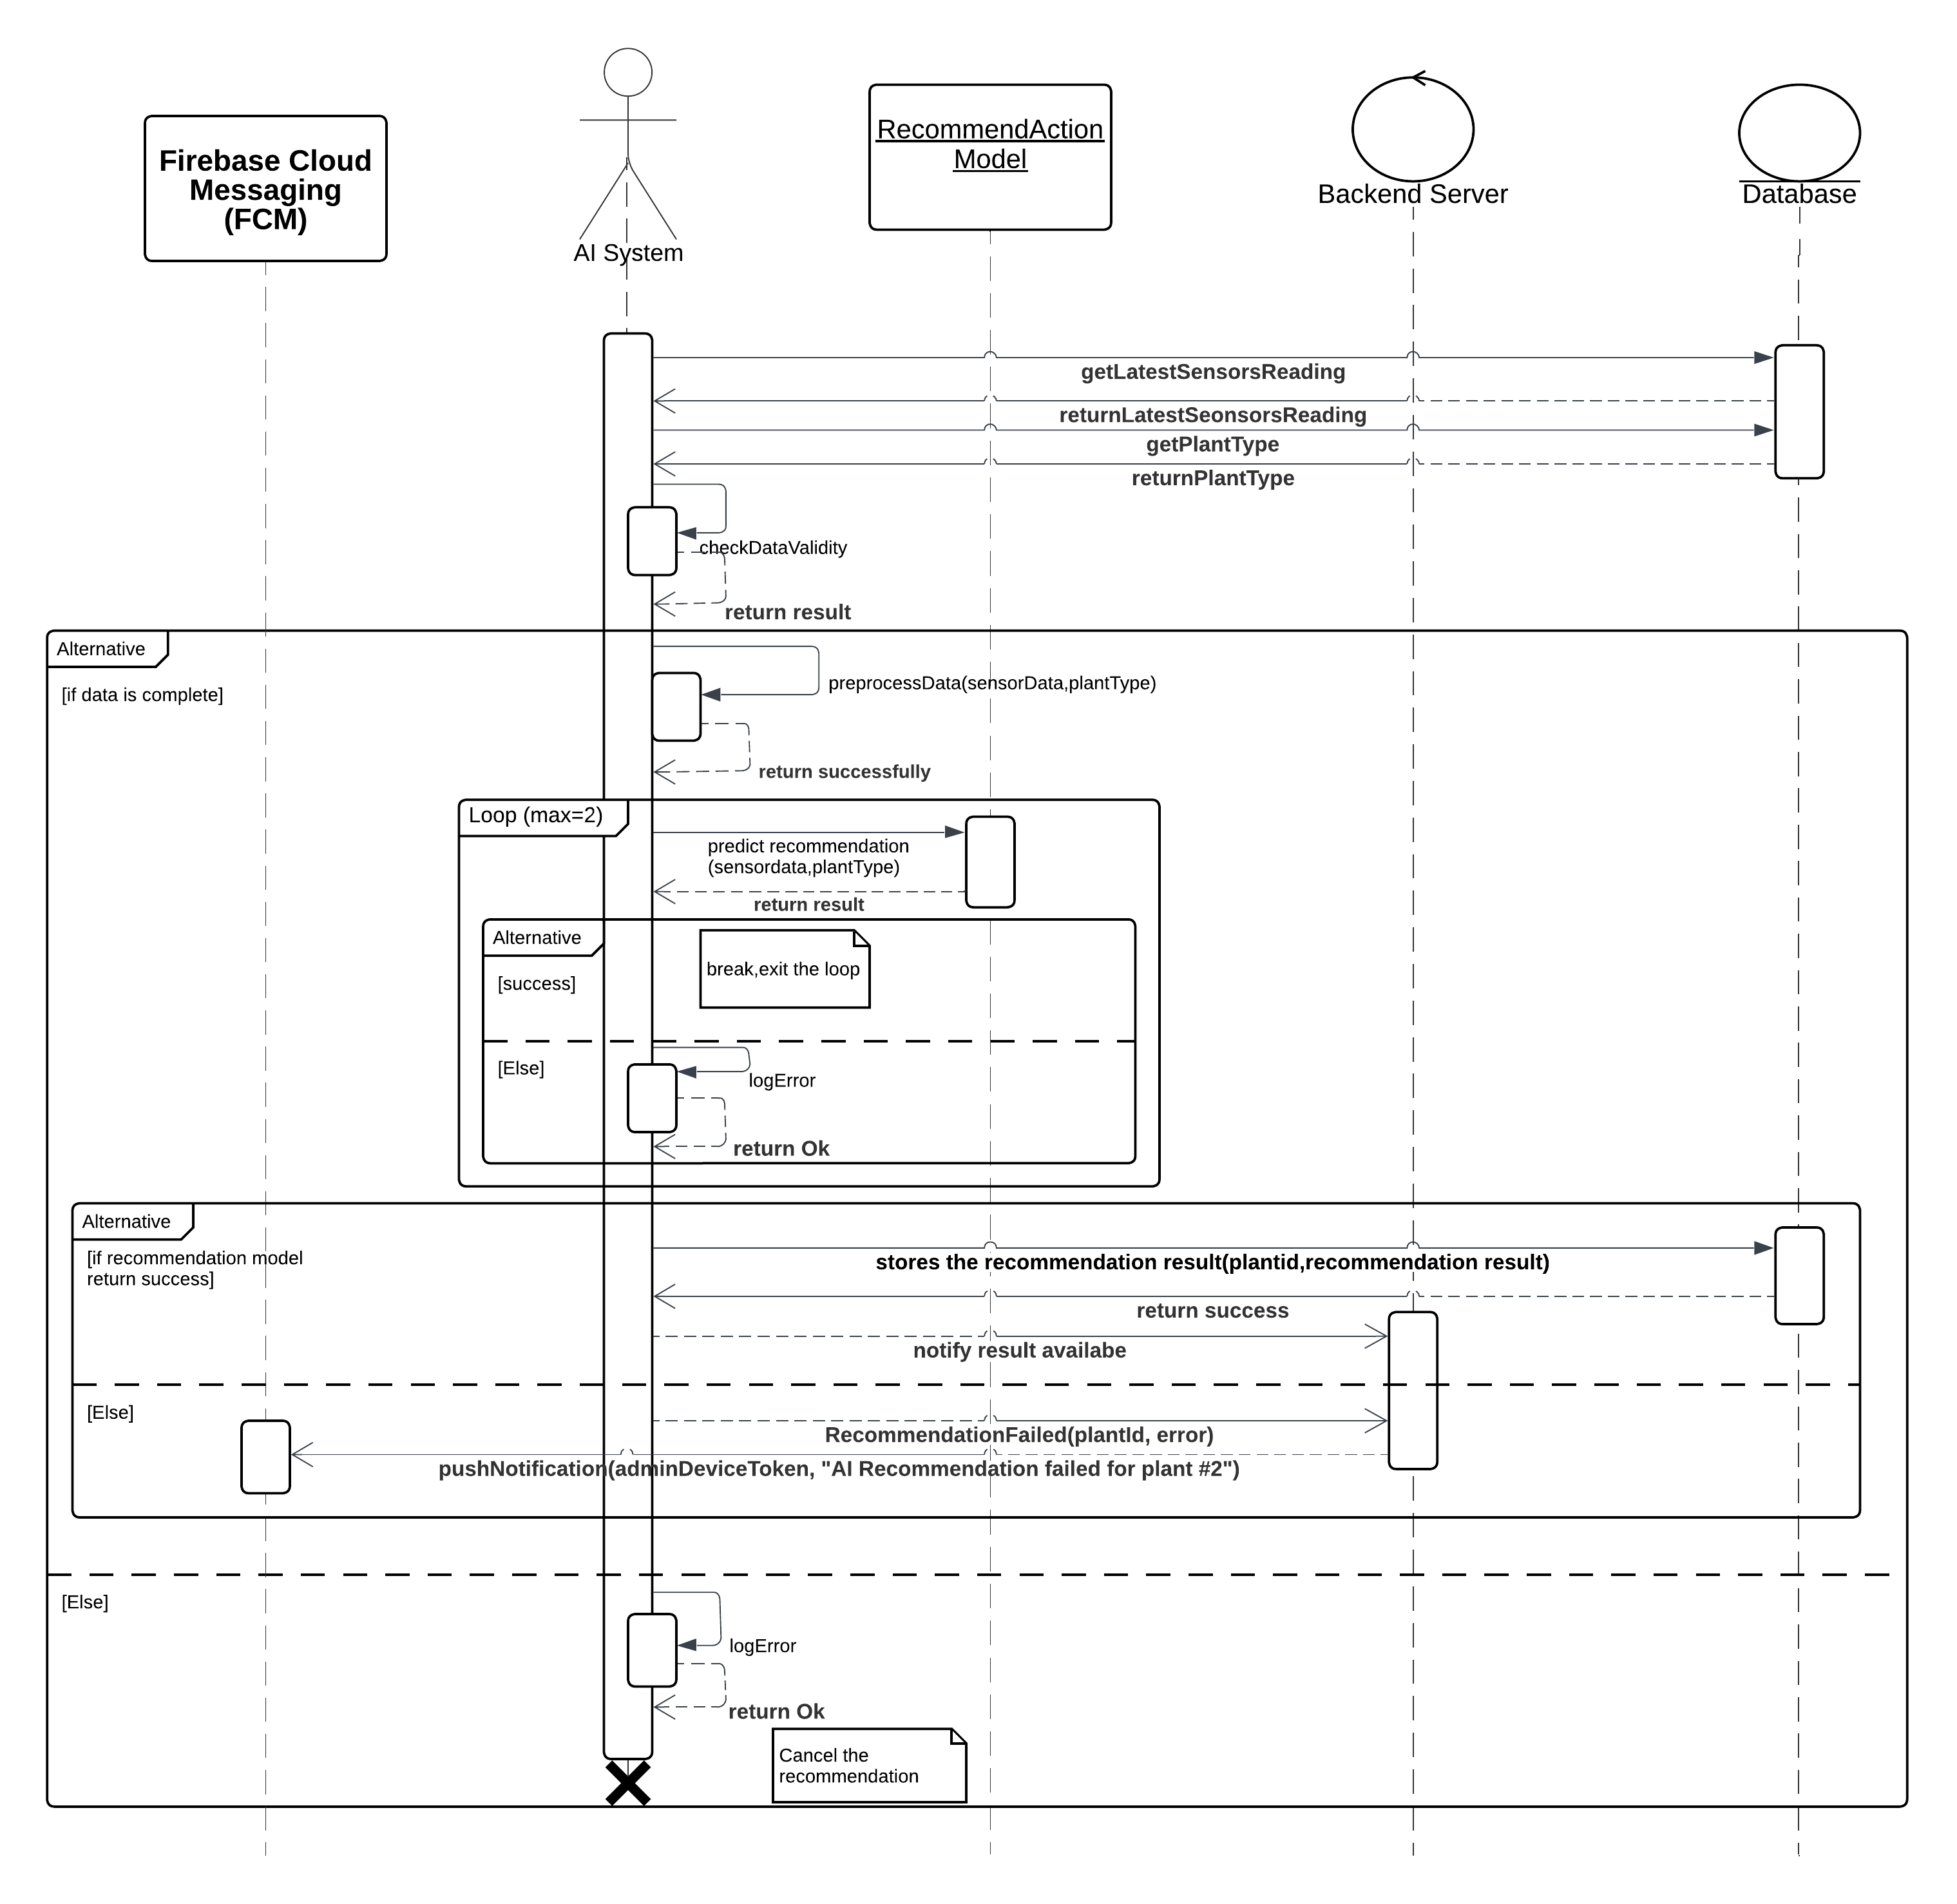 Firebase Cloud
Messaging
(FCM)
AI System
RecommendAction
Model
Backend Server
Database
getLatestSensorsReading
returnLatestSeonsorsReading
getPlantType
returnPlantType
checkDataValidity
return result
Alternative
[if data is complete]
preprocessData(sensorData,plantType)
return successfully
Loop (max=2)
predict recommendation
(sensordata,plantType)
return result
Alternative
break,exit the loop
[success]
[Else]
logError
return Ok
Alternative
[if recommendation model
return success]
stores the recommendation result(plantid,recommendation result)
return success
notify result availabe
[Else]
RecommendationFailed(plantId, error)
pushNotification(adminDeviceToken, "AI Recommendation failed for plant #2")
[Else]
logError
return Ok
Cancel the
recommendation